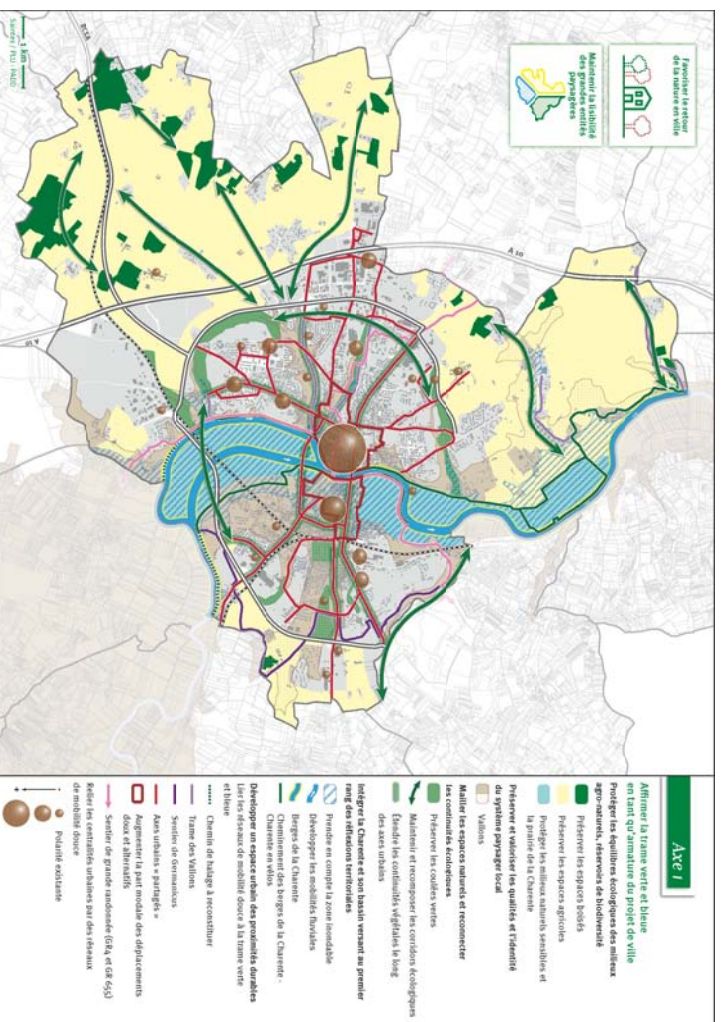 Favoriser le retour
de la nature en ville
Maintenir la lisibilité
des grandes entités
paysagères
A 10
A 10
1 km
Saintes / PLU - PADD
Axe 1
Affirmer la trame verte et bleue
en tant qu'armature du projet de ville
Protéger les équilibres écologiques des milieux
agro-naturels, réservoirs de biodiversité
Préserver les espaces boisés
Préserver les espaces agricoles
Protéger les milieux naturels sensibles et
la prairie de la Charente
Préserver et valoriser les qualités et l'identité
du système paysager local
Vallons
Mailler les espaces naturels et reconnecter
les continuités écologiques
Préserver les coulées vertes
Maintenir et recomposer les corridors écologiques
Étendre les continuités végétales le long
des axes urbains
Intégrer la Charente et son bassin versant au premier
rang des réflexions territoriales
Prendre en compte la zone inondable
Développer les mobilités fluviales
Berges de la Charente
Cheminement des berges de la Charente -
Charente en vélos
Développer un espace urbain des proximités durables
Lier les réseaux de mobilité douce à la trame verte
et bleue
Chemin de halage à reconstituer
Trame des Vallons
Sentier de Germanicus
Axes urbains « partagés »
Augmenter la part modale des déplacements
doux et alternatifs
Sentier de grande randonnée (GR4 et GR 655)
Relier les centralités urbaines par des réseaux
de mobilité douce
Polarité existante
+
-